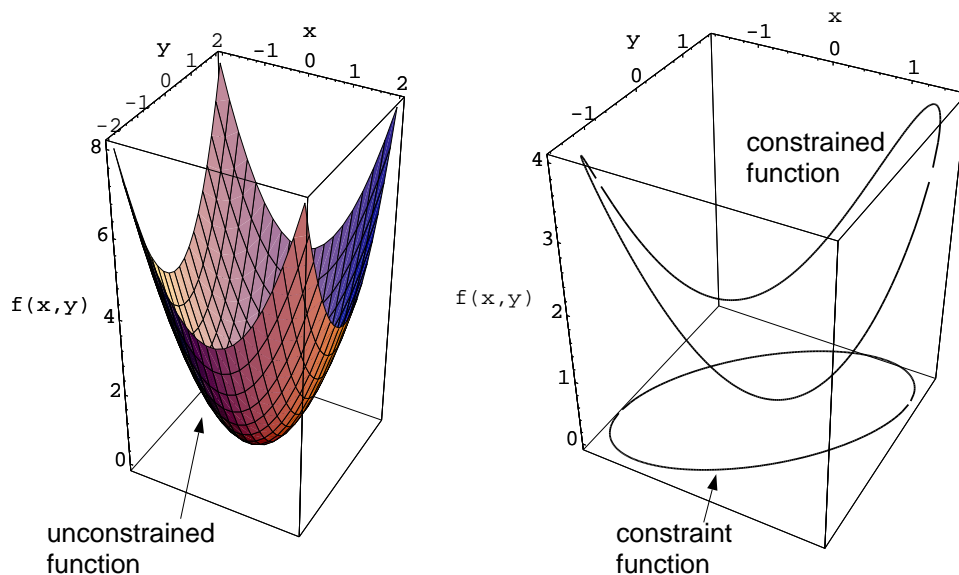 x
y
2
-1
0
1
2
1
0
-1
-2
8
6
f(x,y)
4
2
0
unconstrained
function
x
y
1
0
-1
-1
0
1
constrained
function
4
3
f(x,y)
2
1
0
constraint
function